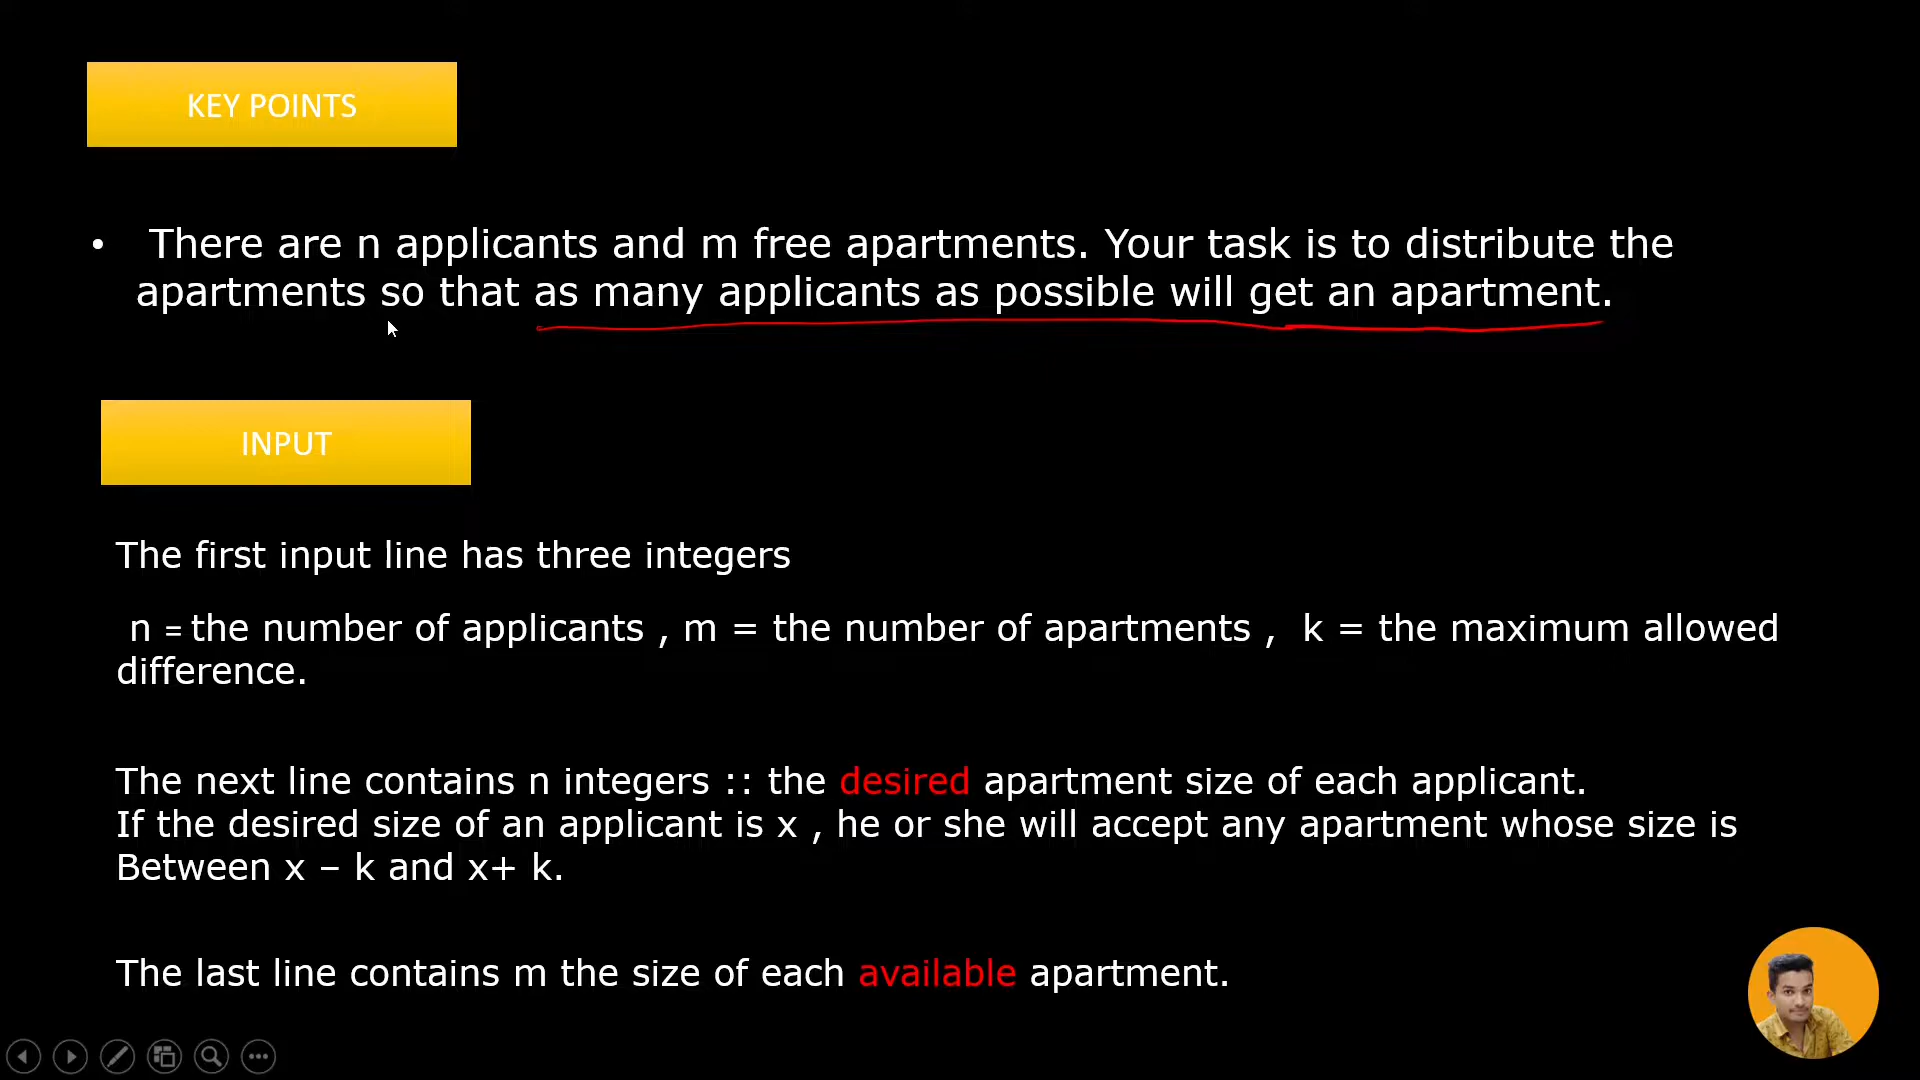 KEY POINTS
• There are n applicants and m free apartments. Your task is to distribute the
apartments so that as many applicants as possible will get an apartment.
INPUT
The first input line has three integers
n = the number of applicants , m = the number of apartments , k = the maximum allowed
difference.
The next line contains n integers :: the desired apartment size of each applicant.
If the desired size of an applicant is x , he or she will accept any apartment whose size is
Between x – k and x+ k.
The last line contains m the size of each available apartment.